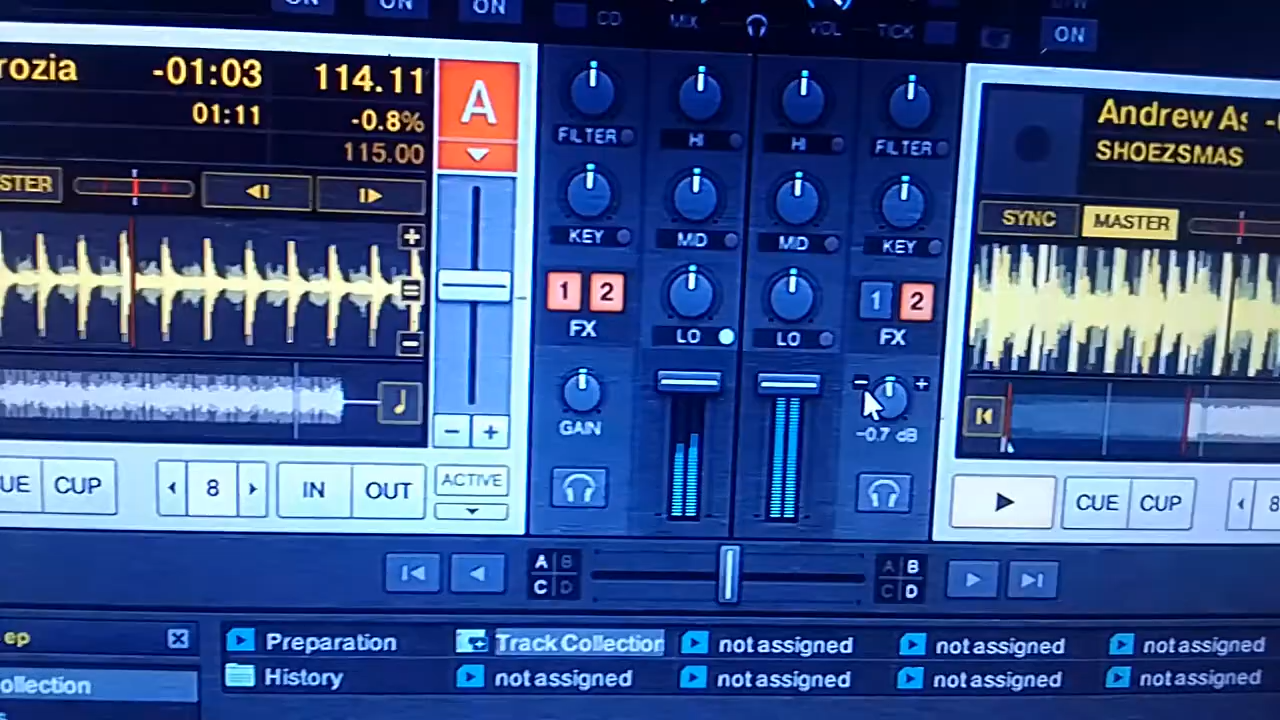 ON
ON
ON
CD
MIX
VOL
TICK
ON
rozia
-01:03
114.11
01:11
-0.8%
115.00
A
STER
FILTER
HI
HI
FILTER
KEY
MID
MID
KEY
1 2
FX
LO
LO
1 2
FX
GAIN
-0.7 dB
UE
CUP
8
IN
OUT
ACTIVE
Andrew As
SHOEZSMAS
SYNC
MASTER
CUE
CUP
8
A B
C D
A B
C D
ep
ollection
Preparation
Track Collection
not assigned
not assigned
not assigned
History
not assigned
not assigned
not assigned
not assigned